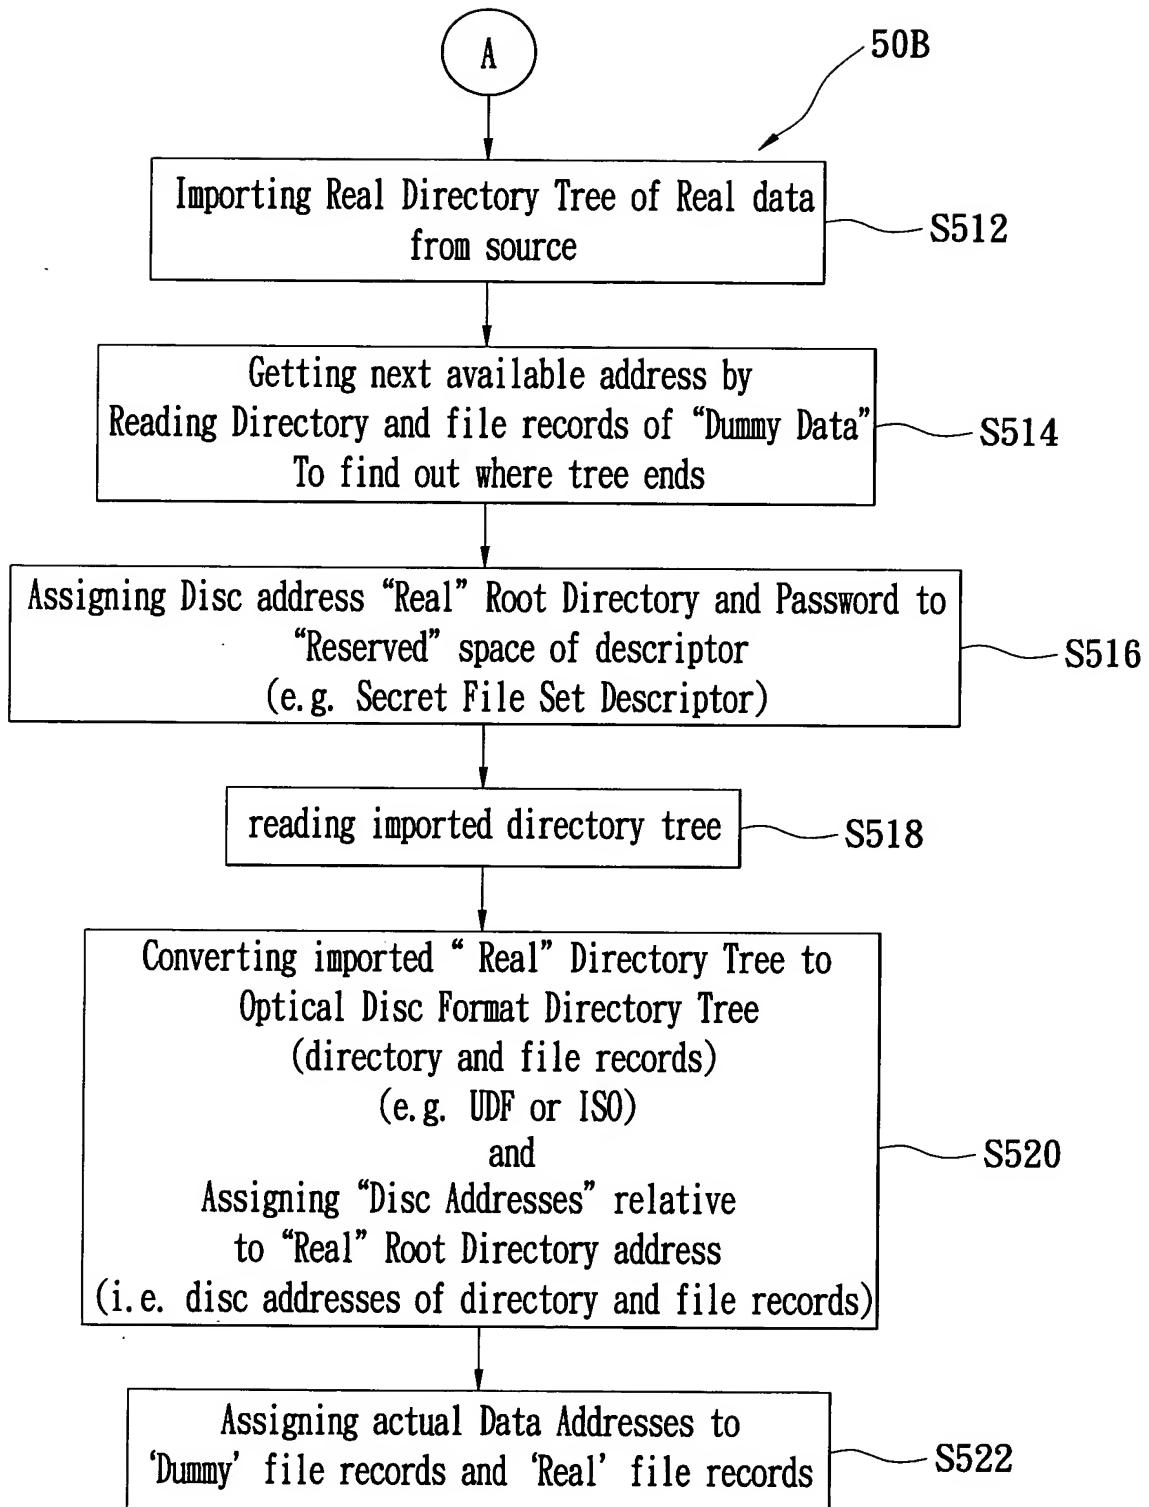 A
50B
Importing Real Directory Tree of Real data
from source
S512
Getting next available address by
Reading Directory and file records of “Dummy Data”
To find out where tree ends
S514
Assigning Disc address “Real” Root Directory and Password to
“Reserved” space of descriptor
(e.g. Secret File Set Descriptor)
S516
reading imported directory tree
S518
Converting imported “ Real” Directory Tree to
Optical Disc Format Directory Tree
(directory and file records)
(e.g. UDF or ISO)
and
Assigning “Disc Addresses” relative
to “Real” Root Directory address
(i.e. disc addresses of directory and file records)
S520
Assigning actual Data Addresses to
‘Dummy’ file records and ‘Real’ file records
S522